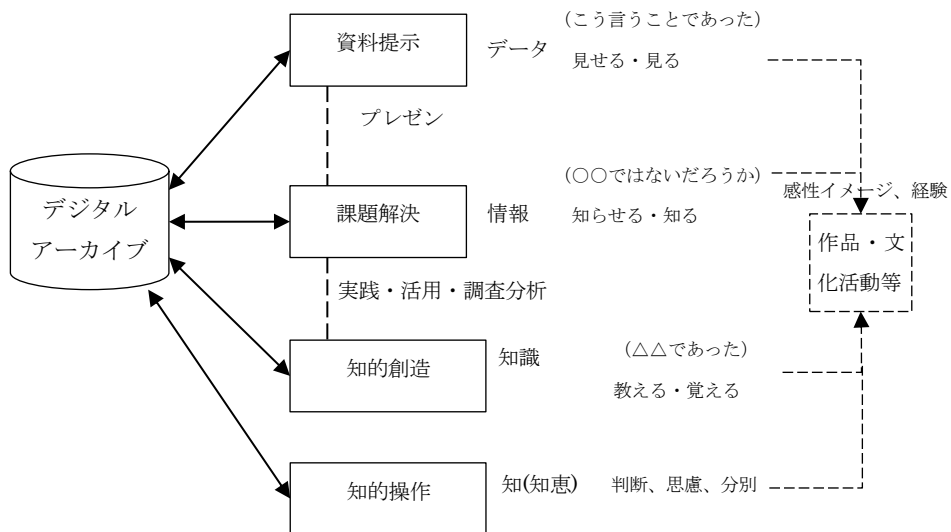 (こう言うことであった)
資料提示
データ
見せる・見る
プレゼン
(〇〇ではないだろうか)
感性イメージ、経験
デジタル
アーカイブ
課題解決
情報
知らせる・知る
作品・文
化活動等
実践・活用・調査分析
(△△であった)
知的創造
知識
教える・覚える
知的操作
知(知恵)
判断、思慮、分別